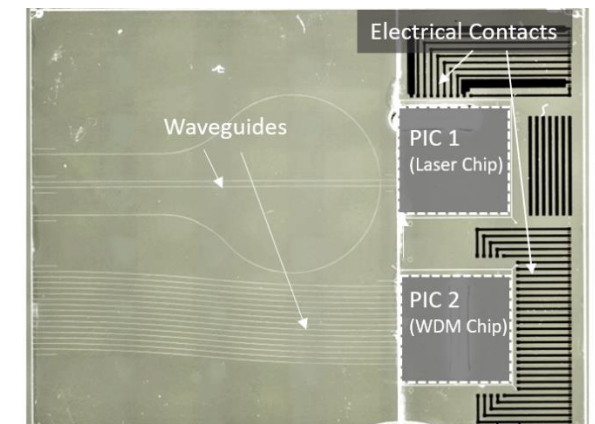 Electrical Contacts
Waveguides
PIC 1
(Laser Chip)
PIC 2
(WDM Chip)